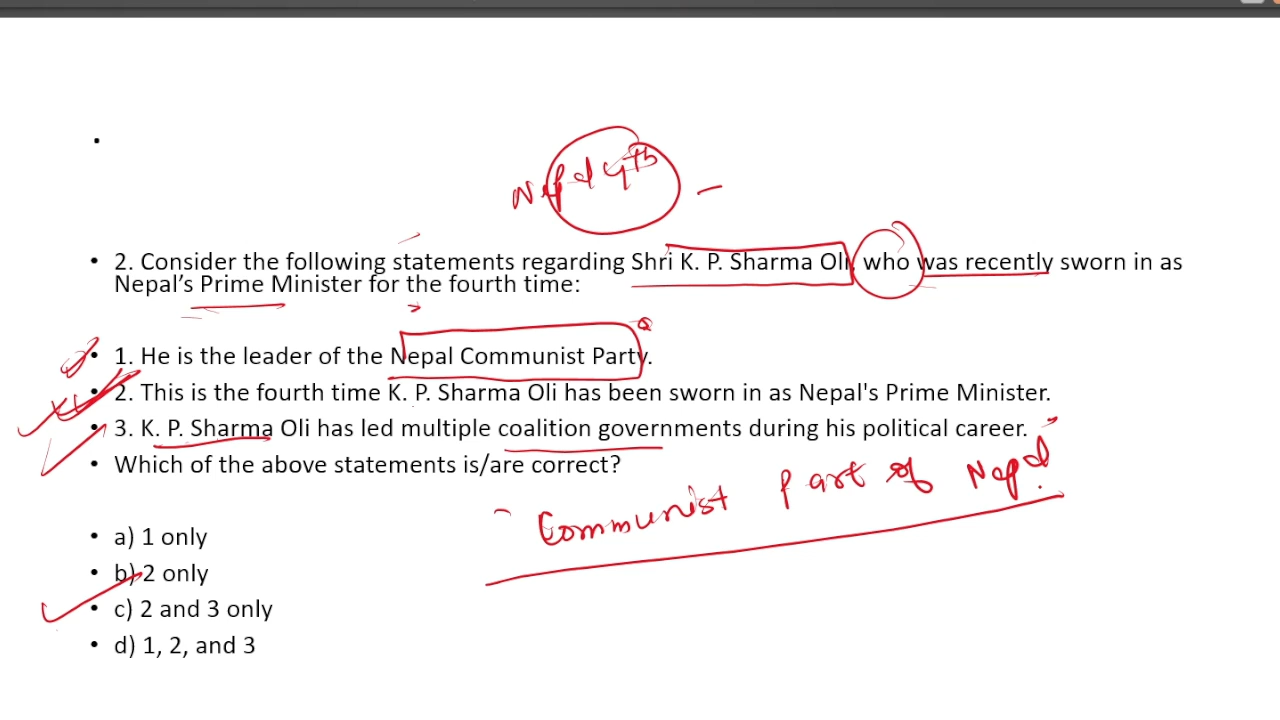 Nepal 4th
• 2. Consider the following statements regarding Shri K. P. Sharma Oli, who was recently sworn in as
Nepal’s Prime Minister for the fourth time:
• 1. He is the leader of the Nepal Communist Party.
• 2. This is the fourth time K. P. Sharma Oli has been sworn in as Nepal's Prime Minister.
• 3. K. P. Sharma Oli has led multiple coalition governments during his political career.
• Which of the above statements is/are correct?
Communist Part of Nepal
• a) 1 only
• b) 2 only
• c) 2 and 3 only
• d) 1, 2, and 3